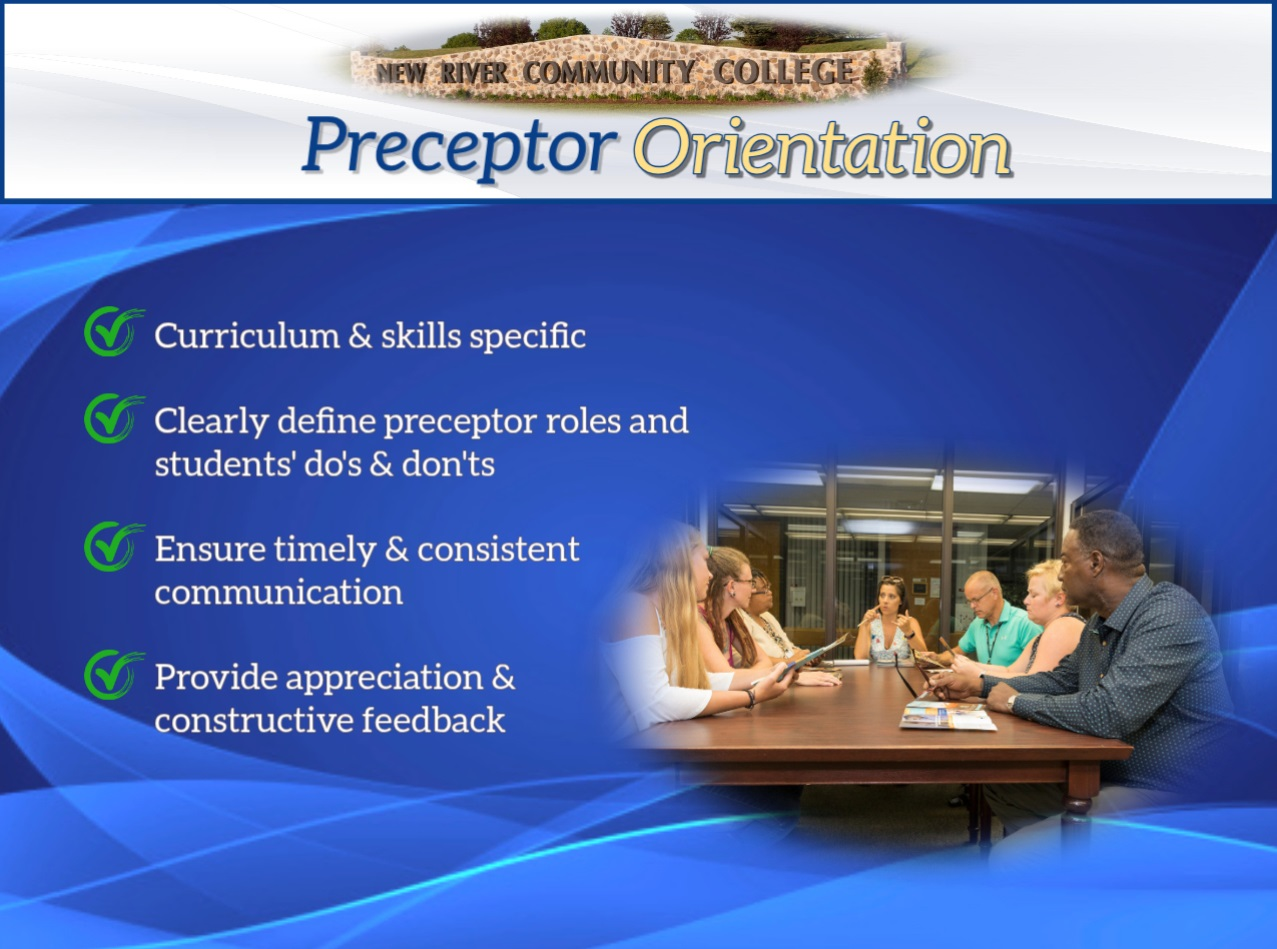 NEW RIVER COMMUNITY COLLEGE
Preceptor Orientation
Curriculum & skills specific
Clearly define preceptor roles and
students' do's & don'ts
Ensure timely & consistent
communication
Provide appreciation &
constructive feedback